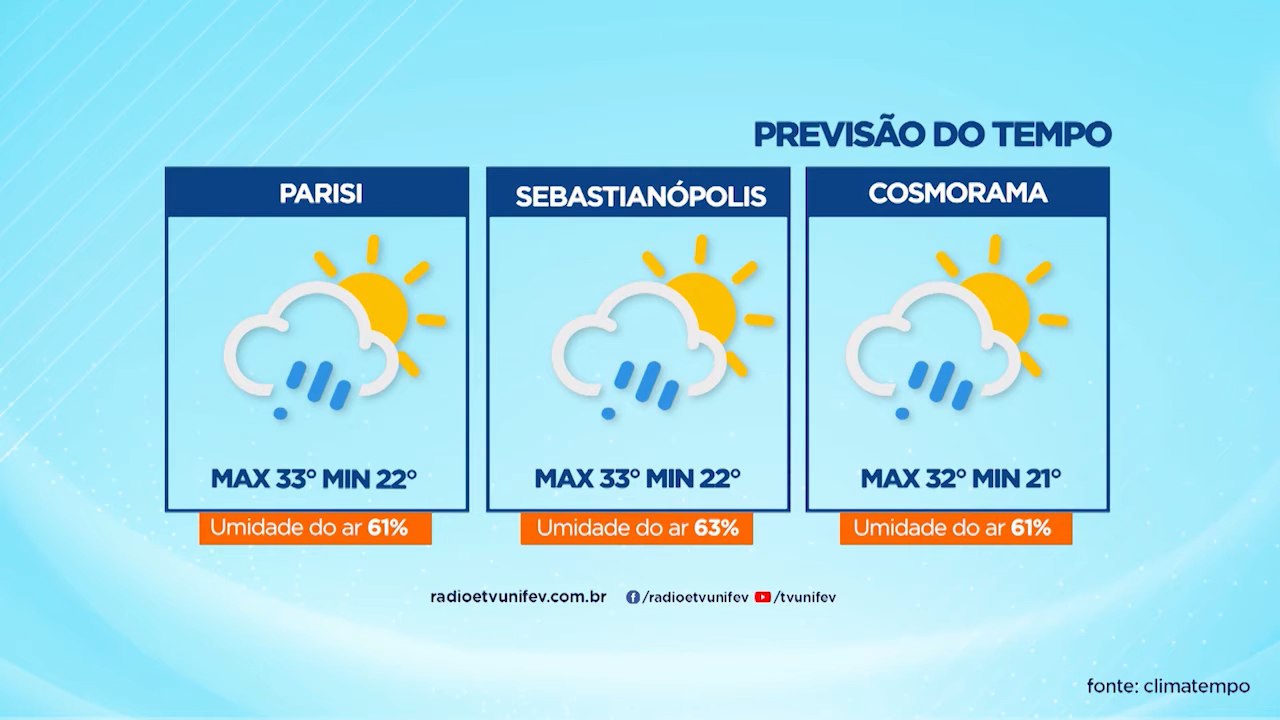 PREVISÃO DO TEMPO
PARISI
MAX 33° MIN 22°
Umidade do ar 61%
SEBASTIANÓPOLIS
MAX 33° MIN 22°
Umidade do ar 63%
COSMORAMA
MAX 32° MIN 21°
Umidade do ar 61%
radioetvunifev.com.br /radioetvunifev /tvunifev
fonte: climatempo